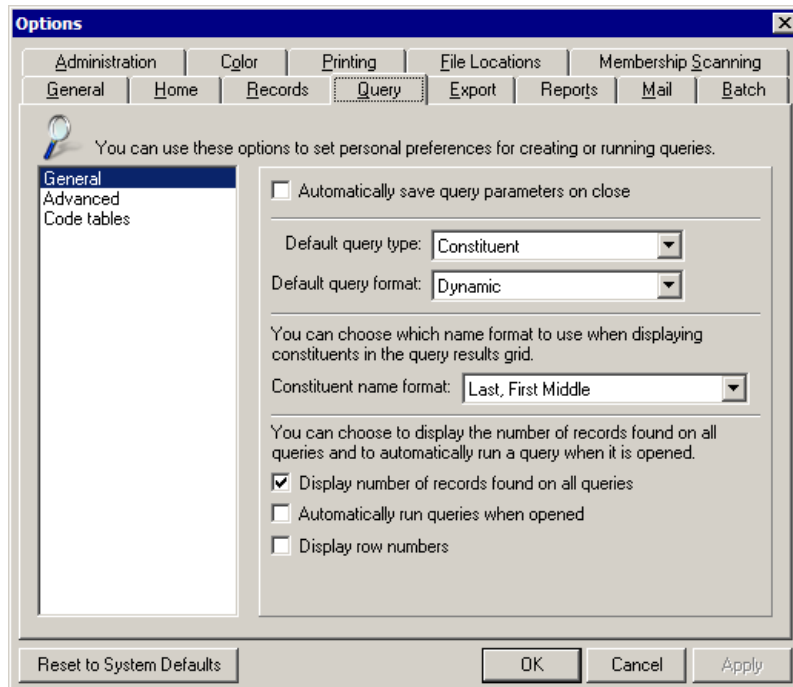 Options
Administration Color Printing File Locations Membership Scanning
General Home Records Query Export Reports Mail Batch
You can use these options to set personal preferences for creating or running queries.
General
Advanced
Code tables
Automatically save query parameters on close
Default query type: Constituent
Default query format: Dynamic
You can choose which name format to use when displaying
constituents in the query results grid.
Constituent name format: Last, First Middle
You can choose to display the number of records found on all
queries and to automatically run a query when it is opened.
Display number of records found on all queries
Automatically run queries when opened
Display row numbers
Reset to System Defaults OK Cancel Apply